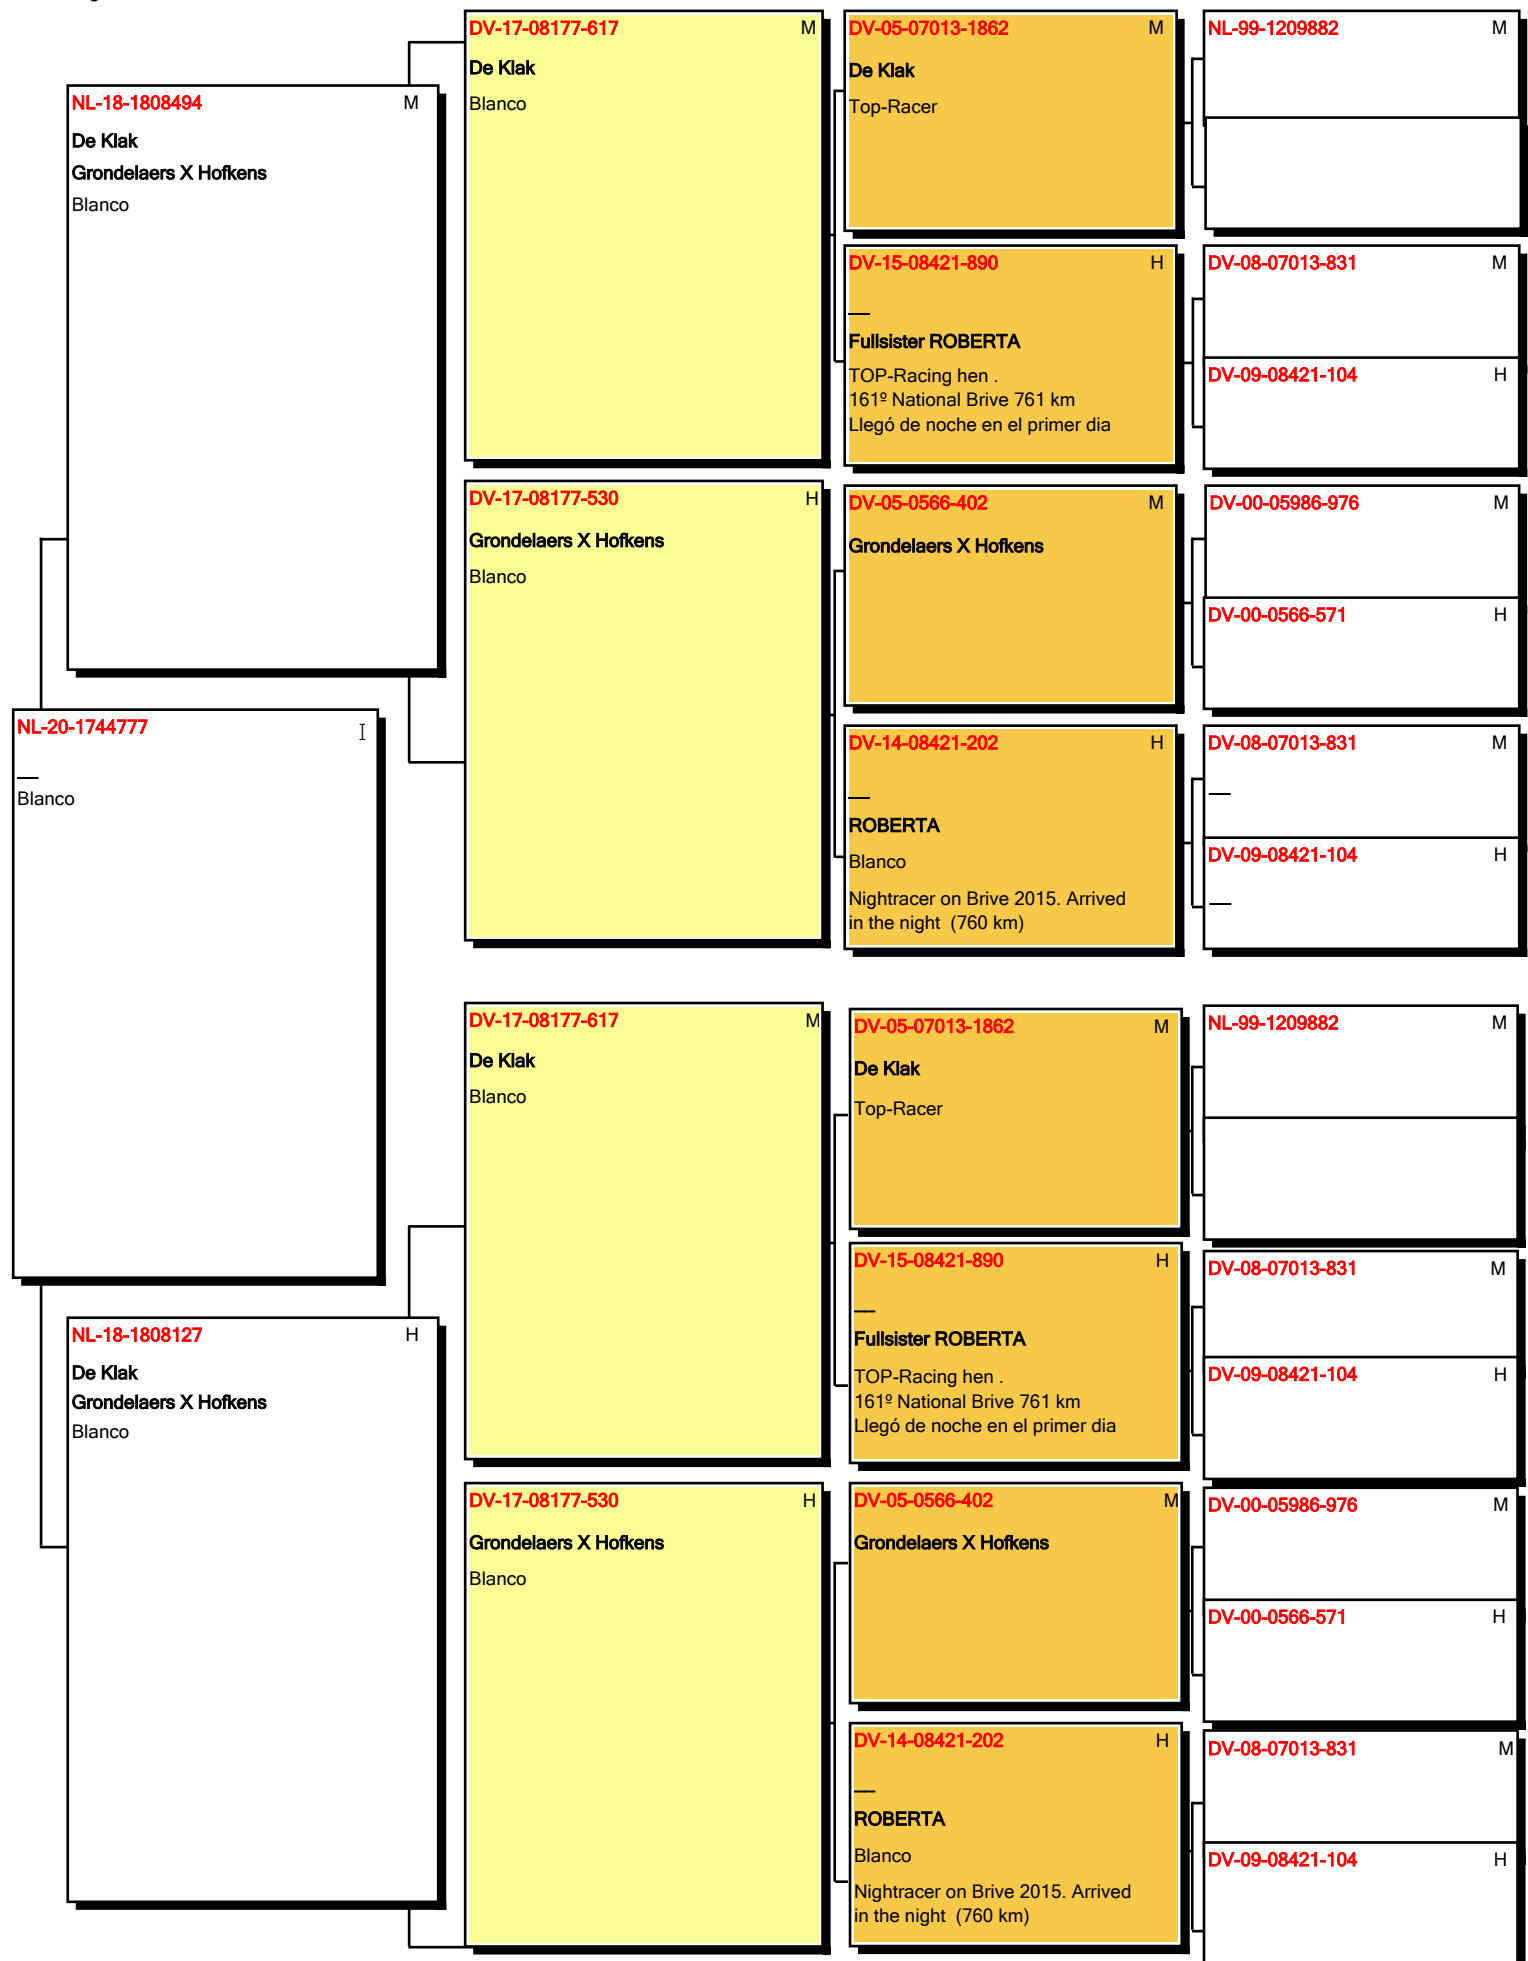 NL-20-1744777 I
Blanco
NL-18-1808494 M
De Klak
Grondelaers X Hofkens
Blanco
NL-18-1808127 H
De Klak
Grondelaers X Hofkens
Blanco
DV-17-08177-617 M
De Klak
Blanco
DV-17-08177-530 H
Grondelaers X Hofkens
Blanco
DV-17-08177-617 M
De Klak
Blanco
DV-17-08177-530 H
Grondelaers X Hofkens
Blanco
DV-05-07013-1862 M
De Klak
Top-Racer
DV-15-08421-890 H
Fullsister ROBERTA
TOP-Racing hen .
161º National Brive 761 km
Llegó de noche en el primer dia
DV-05-0566-402 M
Grondelaers X Hofkens
DV-14-08421-202 H
ROBERTA
Blanco
Nightracer on Brive 2015. Arrived
in the night (760 km)
DV-05-07013-1862 M
De Klak
Top-Racer
DV-15-08421-890 H
Fullsister ROBERTA
TOP-Racing hen .
161º National Brive 761 km
Llegó de noche en el primer dia
DV-05-0566-402 M
Grondelaers X Hofkens
DV-14-08421-202 H
ROBERTA
Blanco
Nightracer on Brive 2015. Arrived
in the night (760 km)
NL-99-1209882 M
DV-08-07013-831 M
DV-09-08421-104 H
DV-00-05986-976 M
DV-00-0566-571 H
DV-08-07013-831 M
DV-09-08421-104 H
NL-99-1209882 M
DV-08-07013-831 M
DV-09-08421-104 H
DV-00-05986-976 M
DV-00-0566-571 H
DV-08-07013-831 M
DV-09-08421-104 H